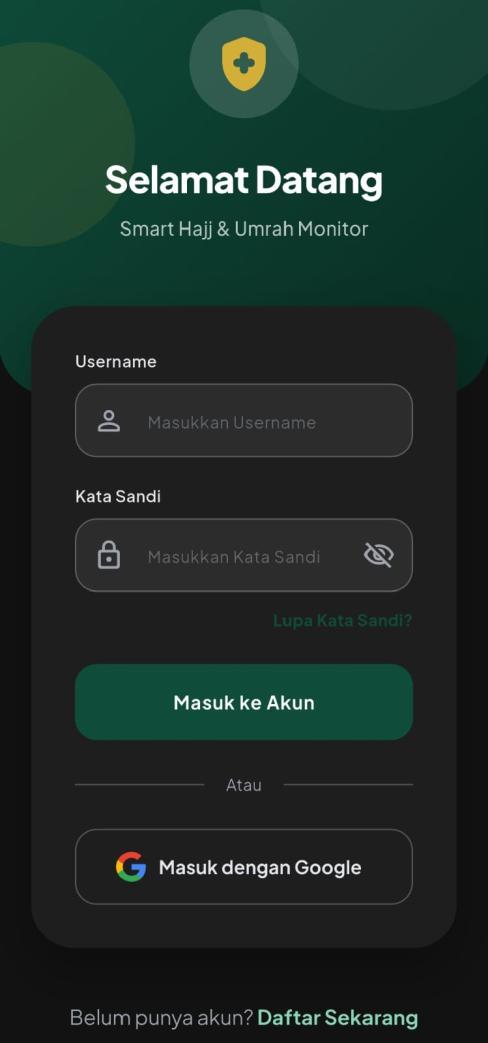 Selamat Datang
Smart Hajj & Umrah Monitor
Username
Masukkan Username
Kata Sandi
Masukkan Kata Sandi
Lupa Kata Sandi?
Masuk ke Akun
Atau
Masuk dengan Google
Belum punya akun? Daftar Sekarang